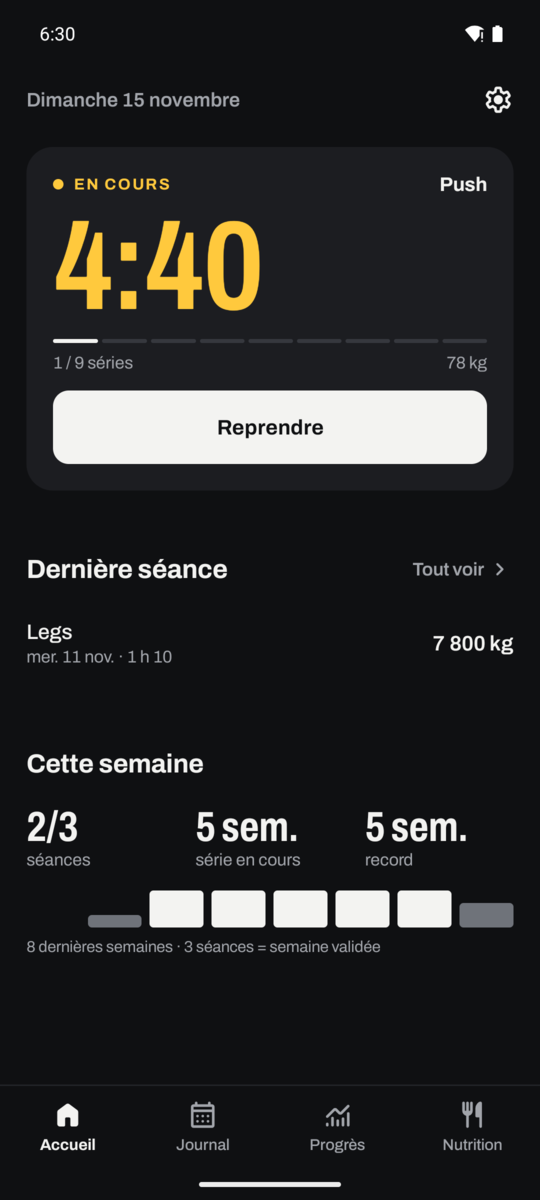 6:30
Dimanche 15 novembre
EN COURS
Push
4:40
1 / 9 séries
78 kg
Reprendre
Dernière séance
Tout voir
Legs
7 800 kg
mer. 11 nov. · 1 h 10
Cette semaine
2/3
5 sem.
5 sem.
séances
série en cours
record
8 dernières semaines · 3 séances = semaine validée
Accueil
Journal
Progrès
Nutrition